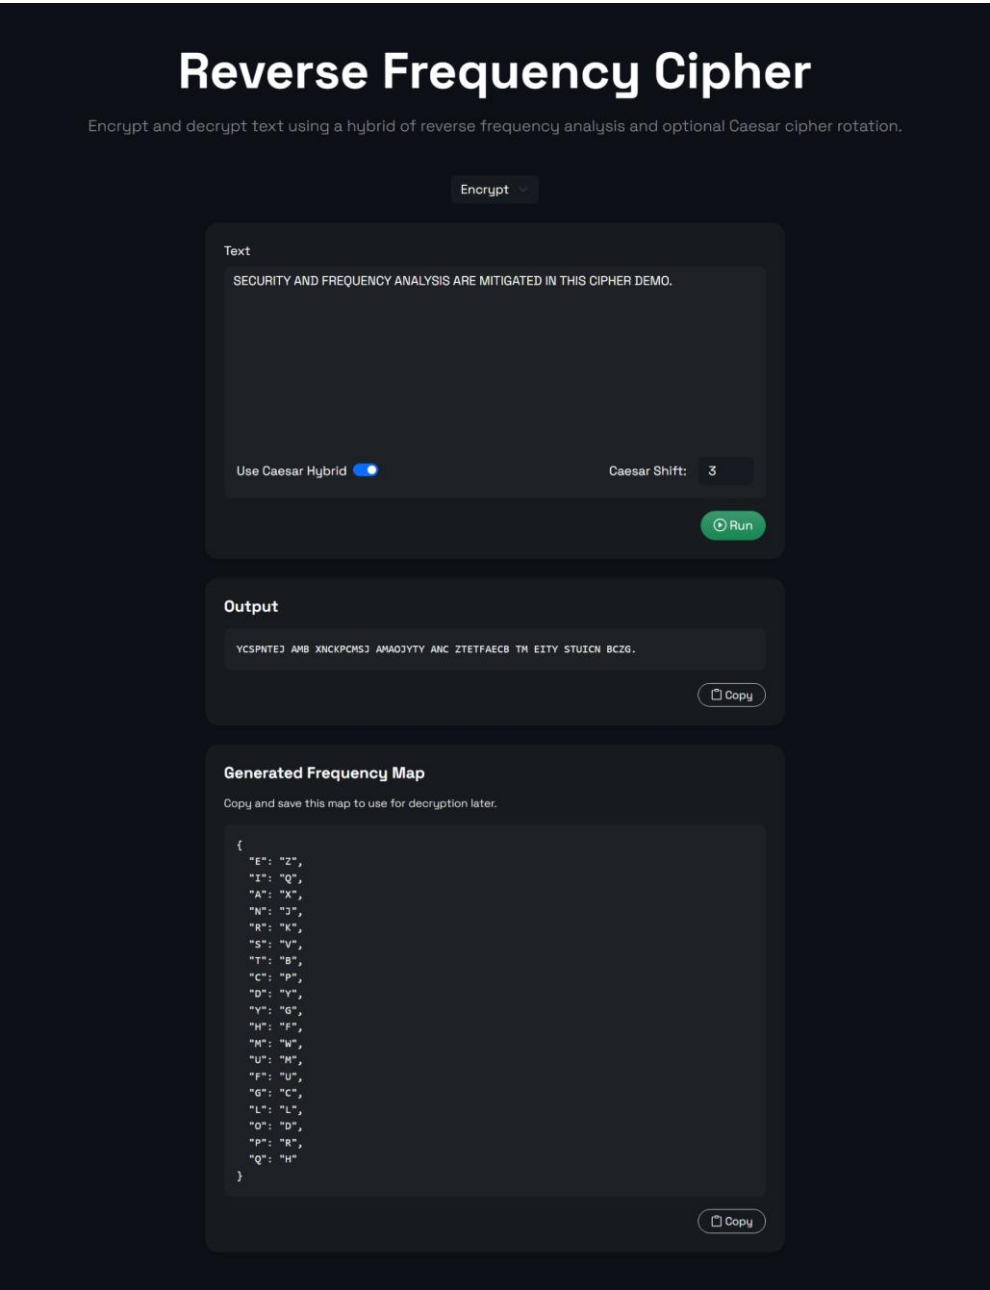 Reverse Frequency Cipher
Encrypt and decrypt text using a hybrid of reverse frequency analysis and optional Caesar cipher rotation.
Encrypt
Text
SECURITY AND FREQUENCY ANALYSIS ARE MITIGATED IN THIS CIPHER DEMO.
Use Caesar Hybrid
Caesar Shift: 3
Run
Output
YCSPNTEJ AMB XNCKPCMSJ AMAOJYTY ANC ZTETFAECB TM EITY STUICN BCZG.
Copy
Generated Frequency Map
Copy and save this map to use for decryption later.
{
"E": "Z",
"I": "Q",
"A": "X",
"N": "J",
"R": "K",
"S": "V",
"T": "B",
"C": "P",
"D": "Y",
"Y": "G",
"H": "F",
"M": "W",
"U": "M",
"F": "U",
"G": "C",
"L": "L",
"O": "D",
"P": "R",
"Q": "H"
}
Copy